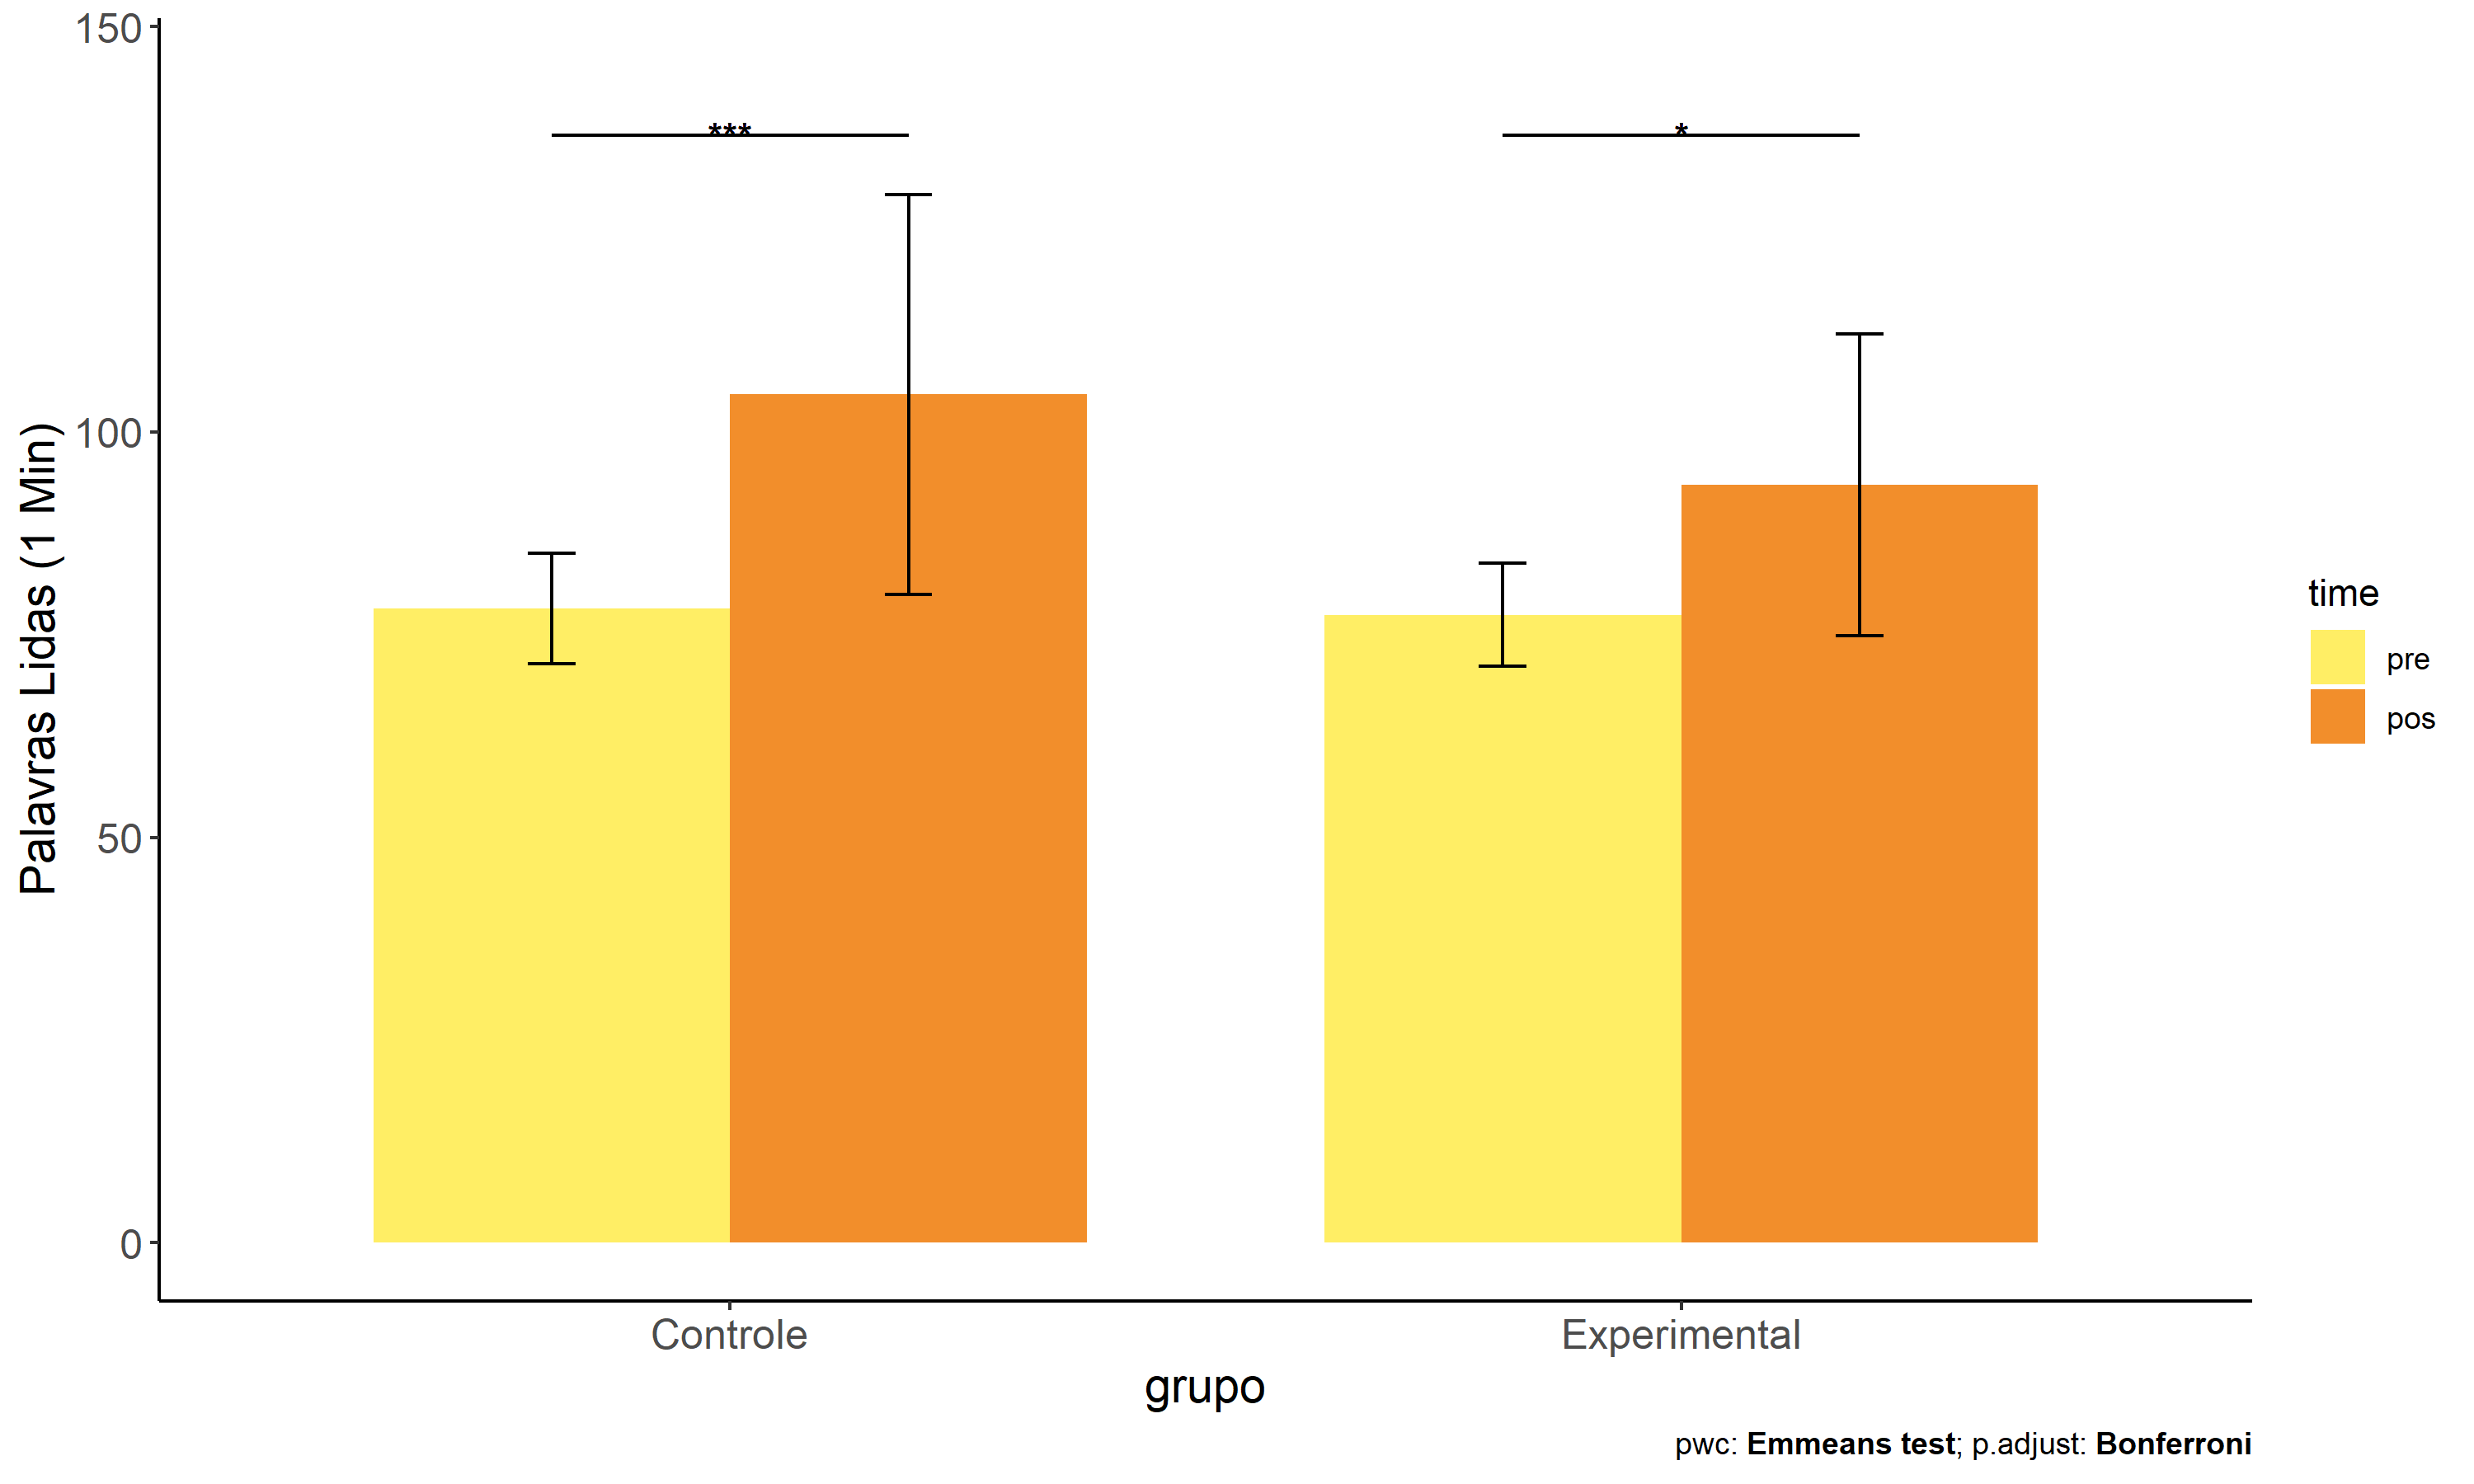 150
100
50
0
Palavras Lidas (1 Min)
***
*
Controle
Experimental
grupo
time
pre
pos
pwc: Emmeans test; p.adjust: Bonferroni